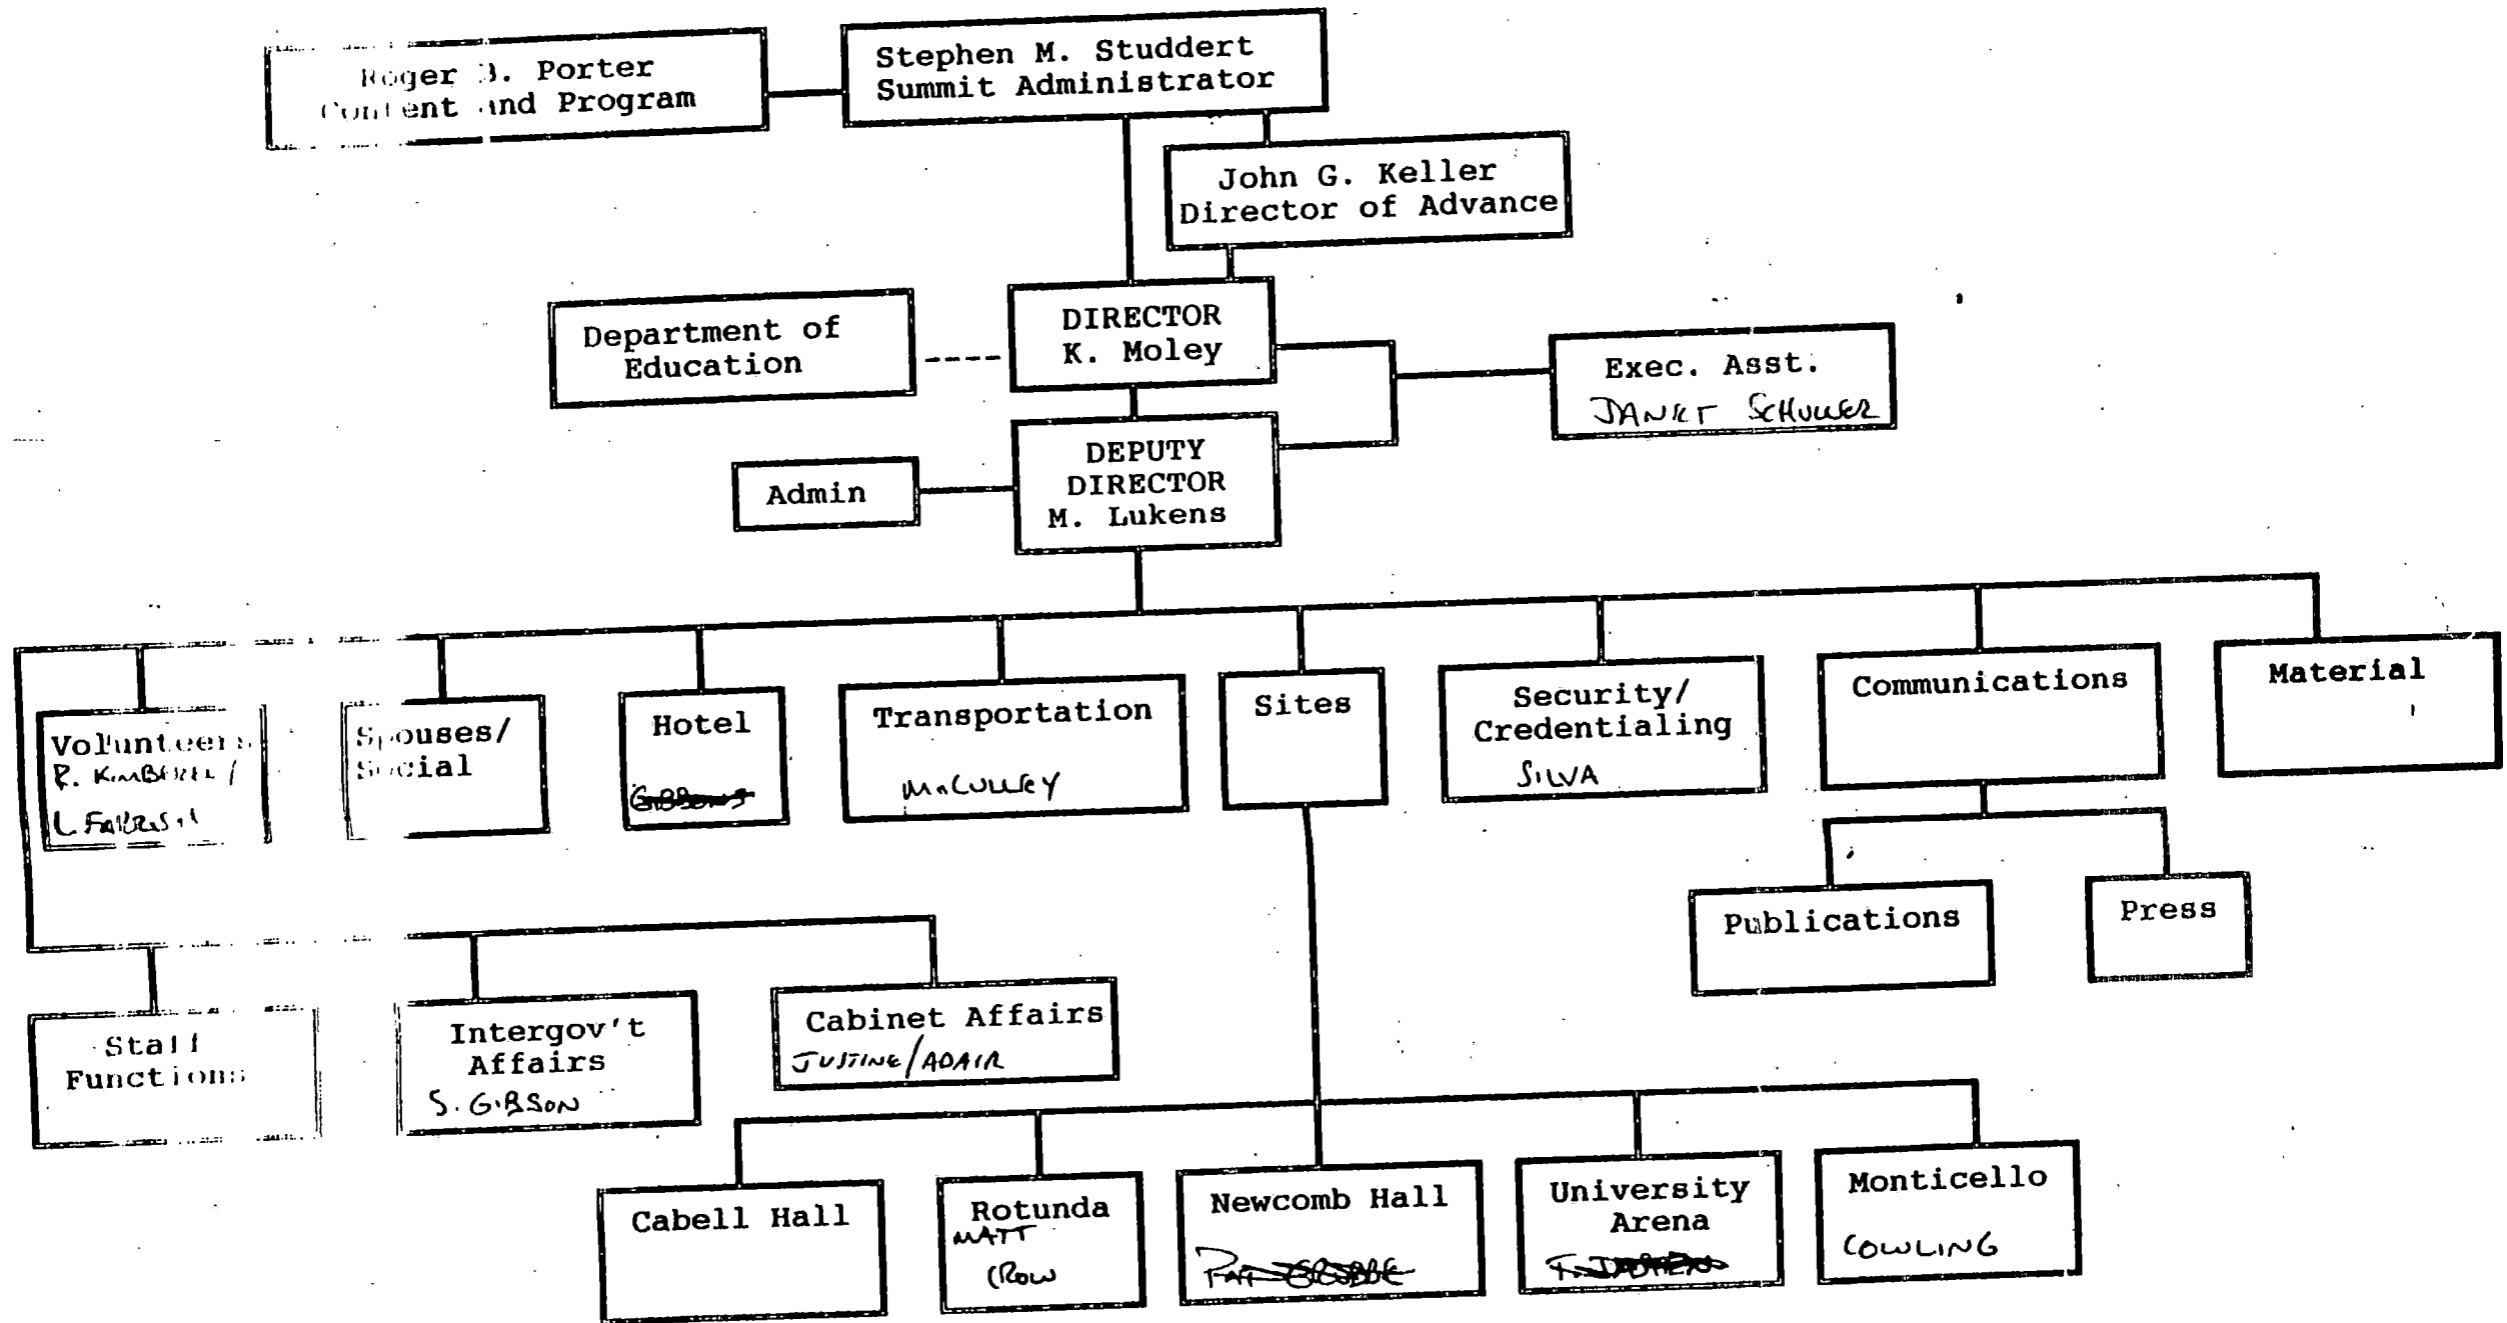 Roger B. Porter
Content and Program
Stephen M. Studdert
Summit Administrator
John G. Keller
Director of Advance
Department of
Education
----
DIRECTOR
K. Moley
Exec. Asst.
JANET SCHULLER
Admin
DEPUTY
DIRECTOR
M. Lukens
Volunteers
R. KIMBERL /
L
Spouses/
Social
Hotel
GIBBONS
Transportation
McCULLEY
Sites
Security/
Credentialing
SILVA
Communications
Material
Publications
Press
Staff
Functions
Intergov't
Affairs
S. GIBSON
Cabinet Affairs
JUSTINE/ADAIR
Cabell Hall
Rotunda
MATT
CROW
Newcomb Hall
PAT
University
Arena
Monticello
COWLING